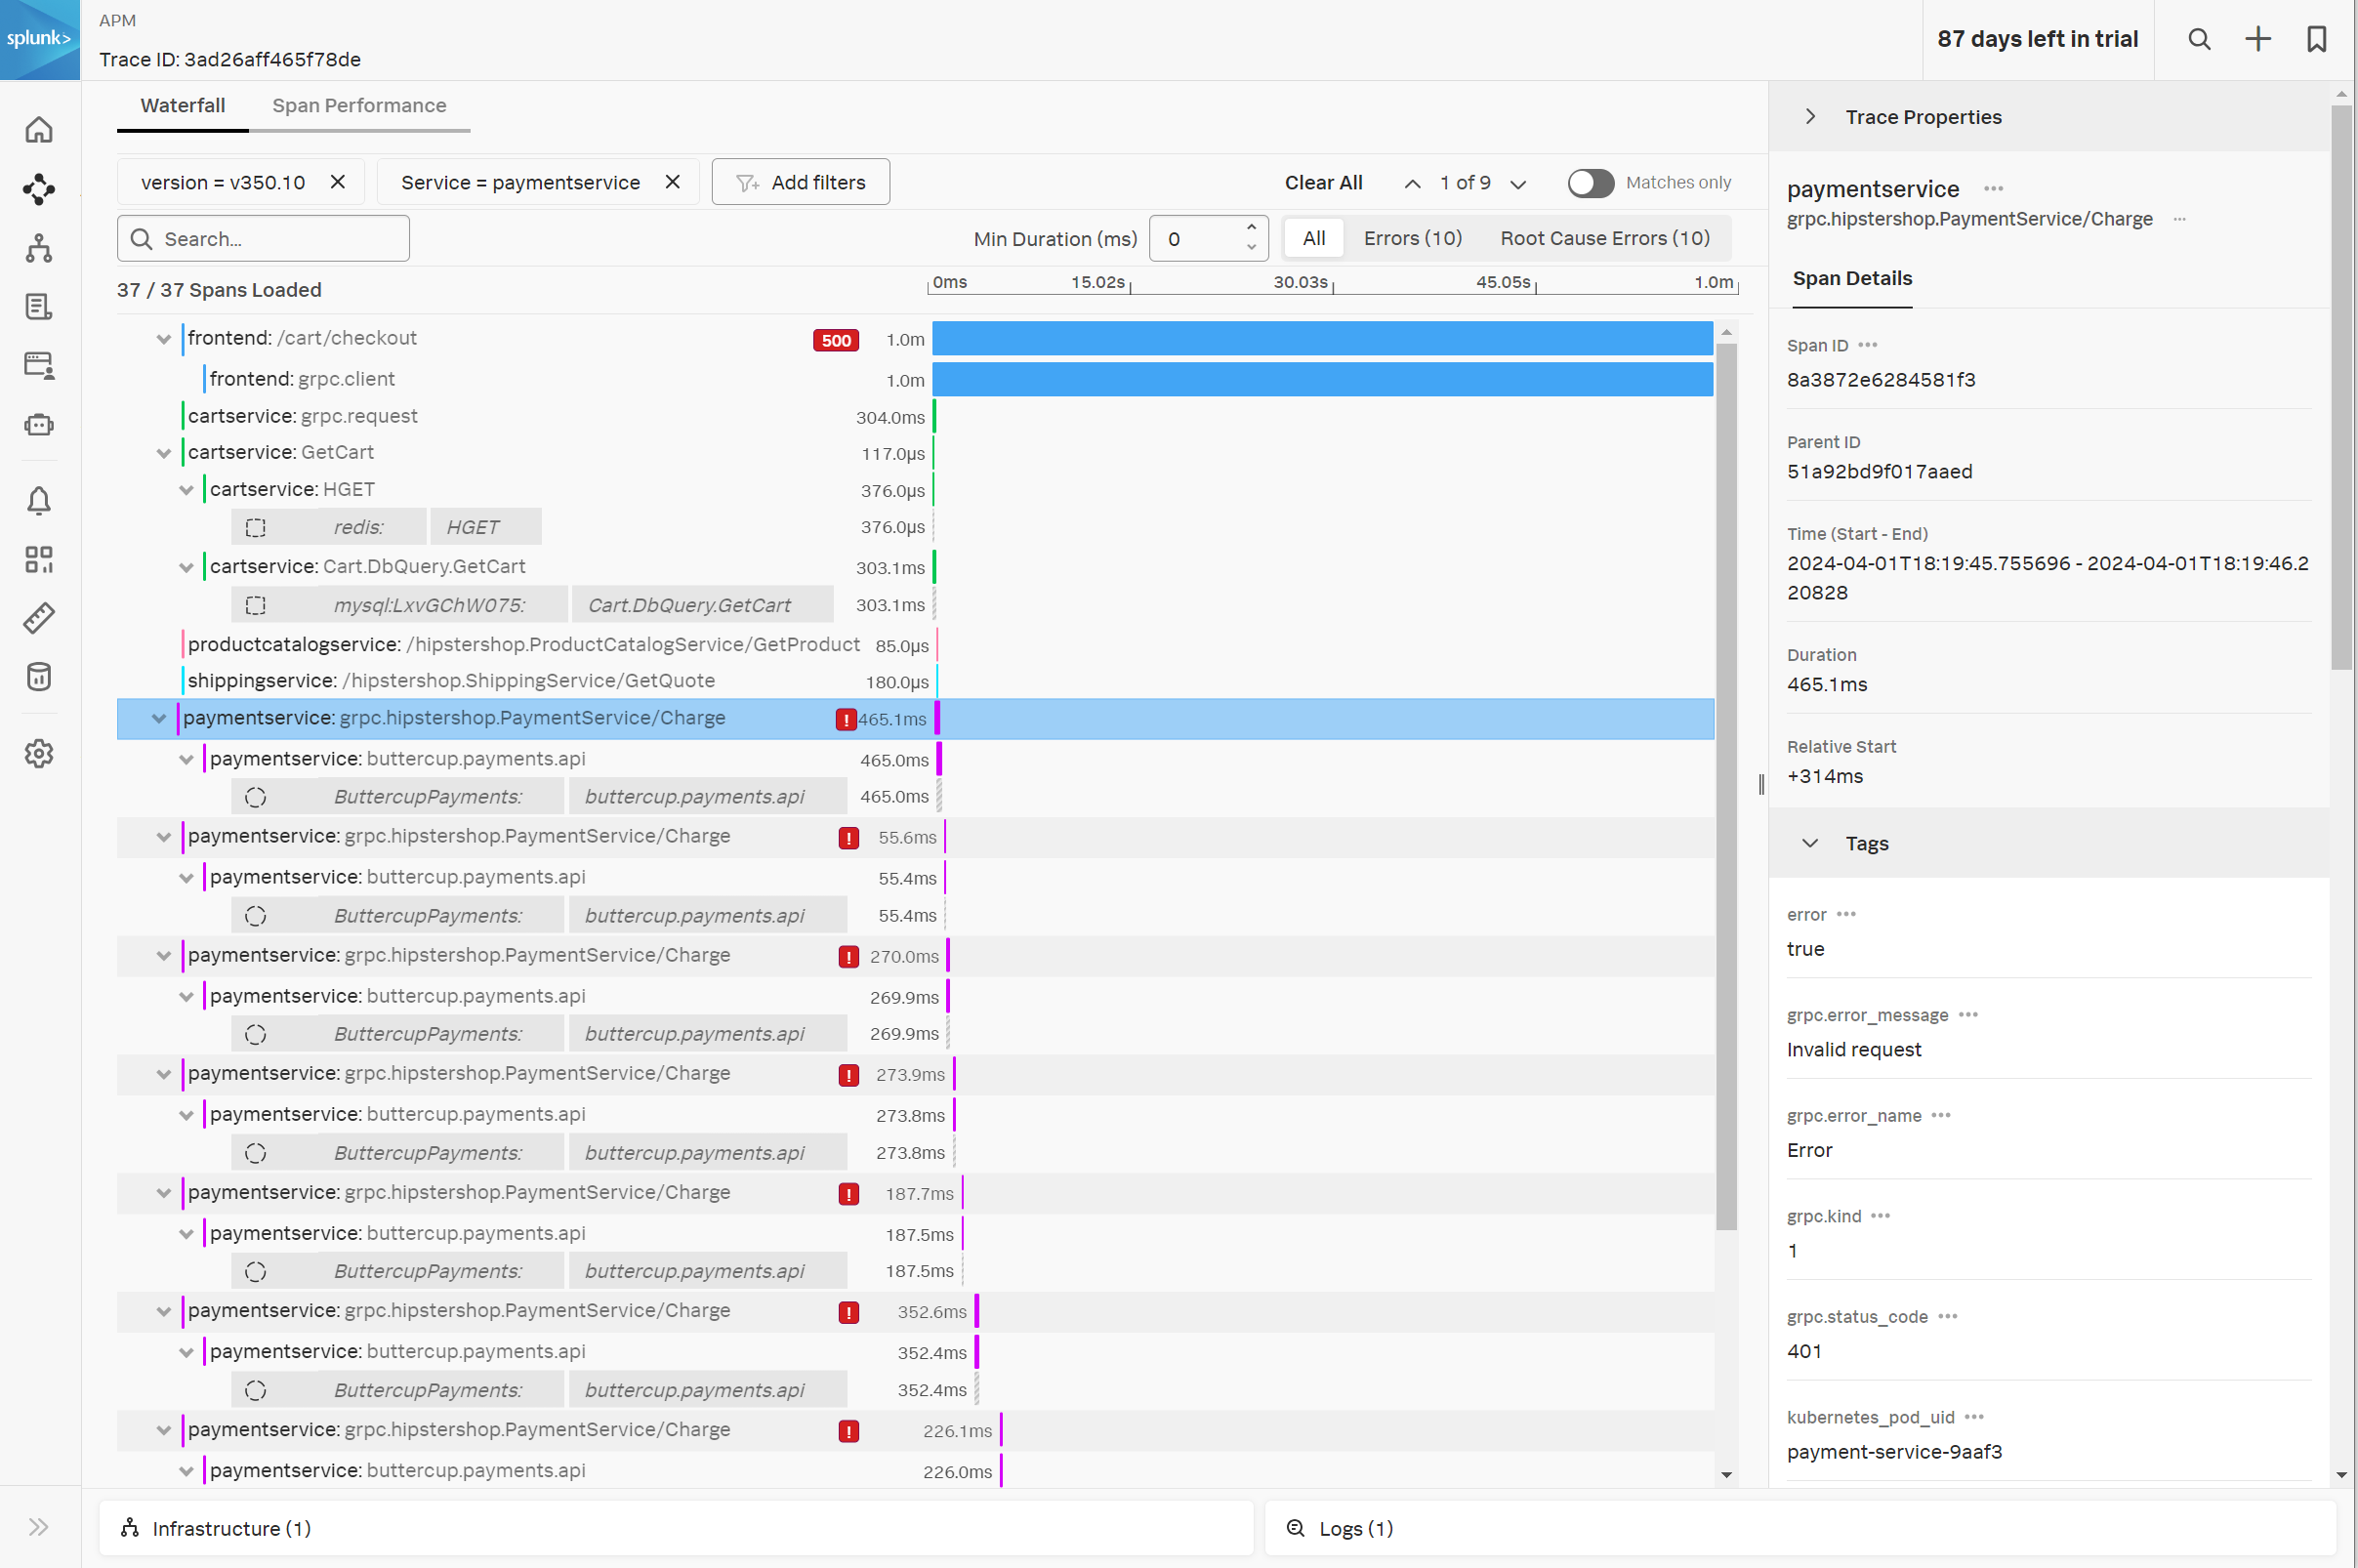 splunk>
APM
Trace ID: 3ad26aff465f78de
87 days left in trial
Waterfall Span Performance
version = v350.10 Service = paymentservice Add filters Clear All 1 of 9 Matches only
Search... Min Duration (ms) 0 All Errors (10) Root Cause Errors (10)
37 / 37 Spans Loaded 0ms 15.02s 30.03s 45.05s 1.0m
frontend: /cart/checkout 500 1.0m
frontend: grpc.client 1.0m
cartservice: grpc.request 304.0ms
cartservice: GetCart 117.0µs
cartservice: HGET 376.0µs
redis: HGET 376.0µs
cartservice: Cart.DbQuery.GetCart 303.1ms
mysql:LxvGChW075: Cart.DbQuery.GetCart 303.1ms
productcatalogservice: /hipstershop.ProductCatalogService/GetProduct 85.0µs
shippingservice: /hipstershop.ShippingService/GetQuote 180.0µs
paymentservice: grpc.hipstershop.PaymentService/Charge ! 465.1ms
paymentservice: buttercup.payments.api 465.0ms
ButtercupPayments: buttercup.payments.api 465.0ms
paymentservice: grpc.hipstershop.PaymentService/Charge ! 55.6ms
paymentservice: buttercup.payments.api 55.4ms
ButtercupPayments: buttercup.payments.api 55.4ms
paymentservice: grpc.hipstershop.PaymentService/Charge ! 270.0ms
paymentservice: buttercup.payments.api 269.9ms
ButtercupPayments: buttercup.payments.api 269.9ms
paymentservice: grpc.hipstershop.PaymentService/Charge ! 273.9ms
paymentservice: buttercup.payments.api 273.8ms
ButtercupPayments: buttercup.payments.api 273.8ms
paymentservice: grpc.hipstershop.PaymentService/Charge ! 187.7ms
paymentservice: buttercup.payments.api 187.5ms
ButtercupPayments: buttercup.payments.api 187.5ms
paymentservice: grpc.hipstershop.PaymentService/Charge ! 352.6ms
paymentservice: buttercup.payments.api 352.4ms
ButtercupPayments: buttercup.payments.api 352.4ms
paymentservice: grpc.hipstershop.PaymentService/Charge ! 226.1ms
paymentservice: buttercup.payments.api 226.0ms
Infrastructure (1)
Logs (1)
Trace Properties
paymentservice ...
grpc.hipstershop.PaymentService/Charge ...
Span Details
Span ID ...
8a3872e6284581f3
Parent ID
51a92bd9f017aaed
Time (Start - End)
2024-04-01T18:19:45.755696 - 2024-04-01T18:19:46.2
20828
Duration
465.1ms
Relative Start
+314ms
Tags
error ...
true
grpc.error_message ...
Invalid request
grpc.error_name ...
Error
grpc.kind ...
1
grpc.status_code ...
401
kubernetes_pod_uid ...
payment-service-9aaf3